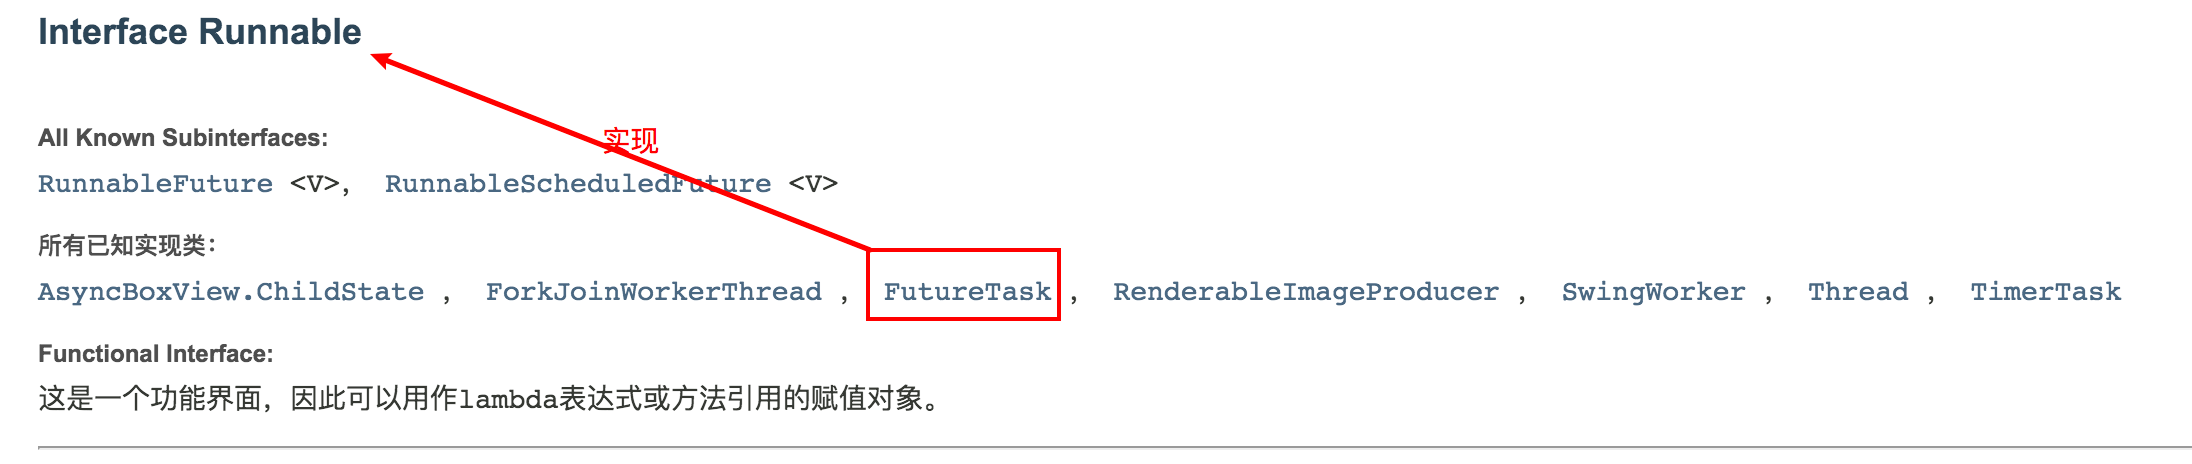 Interface Runnable
All Known Subinterfaces:
实现
RunnableFuture <V>, RunnableScheduledFuture <V>
所有已知实现类：
AsyncBoxView.ChildState , ForkJoinWorkerThread , FutureTask , RenderableImageProducer , SwingWorker , Thread , TimerTask
Functional Interface:
这是一个功能界面，因此可以用作lambda表达式或方法引用的赋值对象。